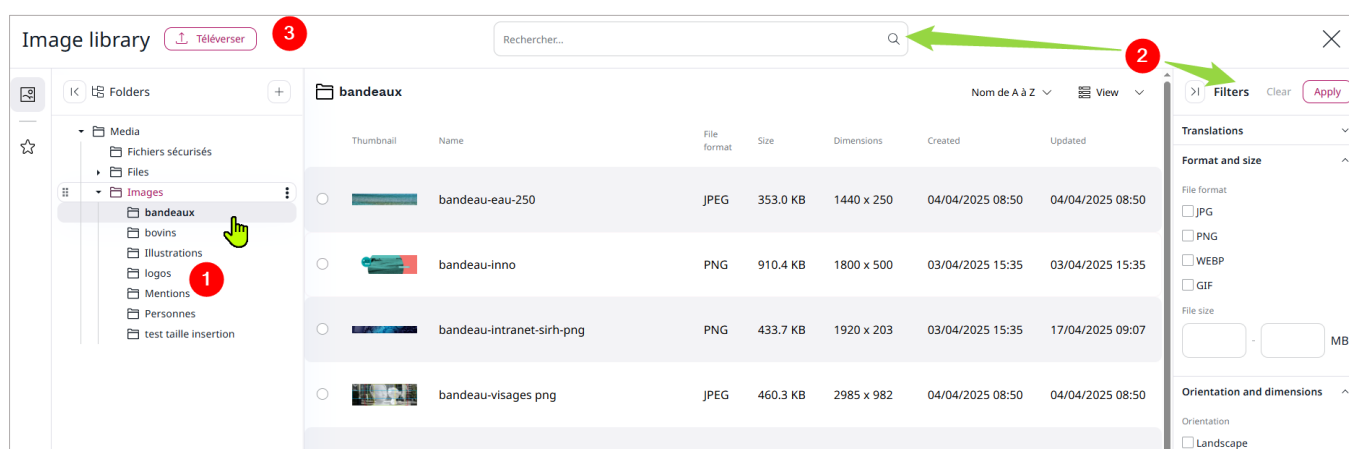 Image library
Téléverser
3
Rechercher...
2
Folders
Media
Fichiers sécurisés
Files
Images
bandeaux
bovins
Illustrations
logos
1
Mentions
Personnes
test taille insertion
bandeaux
Nom de A à Z
View
Thumbnail Name File format Size Dimensions Created Updated
bandeau-eau-250 JPEG 353.0 KB 1440 x 250 04/04/2025 08:50 04/04/2025 08:50
bandeau-inno PNG 910.4 KB 1800 x 500 03/04/2025 15:35 03/04/2025 15:35
bandeau-intranet-sirh-png PNG 433.7 KB 1920 x 203 03/04/2025 15:35 17/04/2025 09:07
bandeau-visages png JPEG 460.3 KB 2985 x 982 04/04/2025 08:50 04/04/2025 08:50
Filters Clear Apply
Translations
Format and size
File format
JPG
PNG
WEBP
GIF
File size
- MB
Orientation and dimensions
Orientation
Landscape